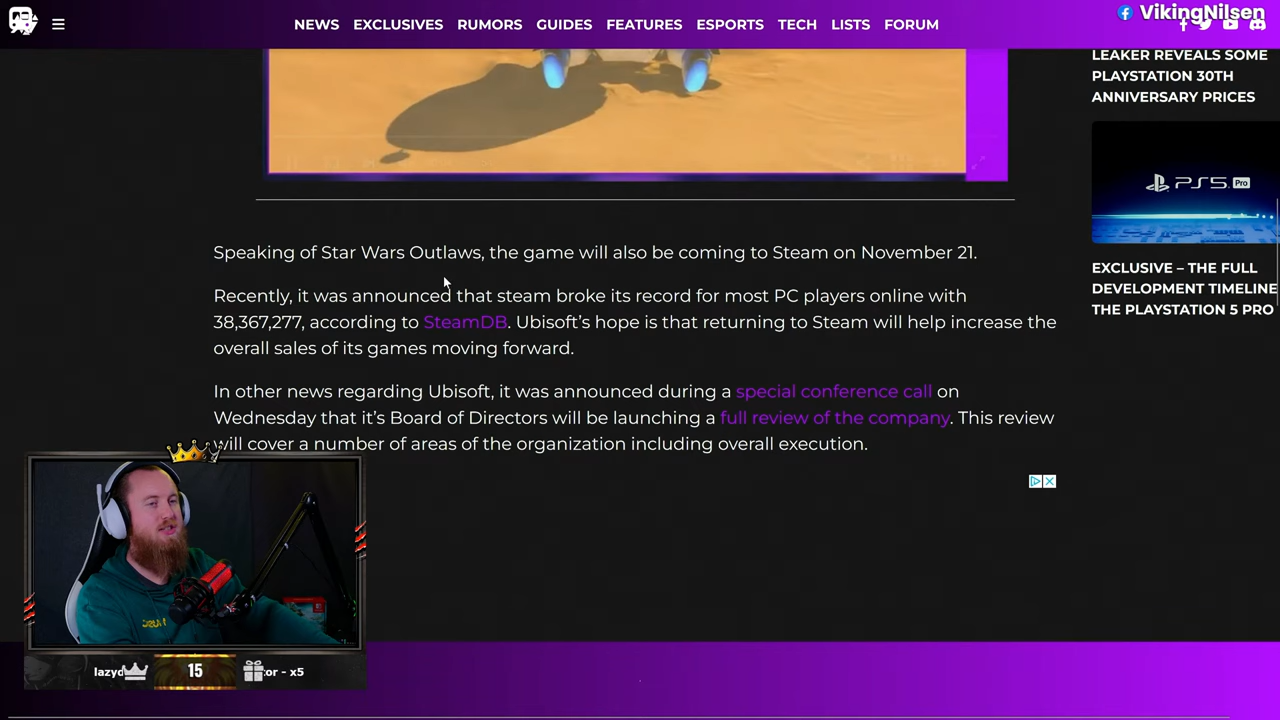 NEWS EXCLUSIVES RUMORS GUIDES FEATURES ESPORTS TECH LISTS FORUM
VikingNilsen
LEAKER REVEALS SOME
PLAYSTATION 30TH
ANNIVERSARY PRICES
PS5 Pro
EXCLUSIVE – THE FULL
DEVELOPMENT TIMELINE
THE PLAYSTATION 5 PRO
Speaking of Star Wars Outlaws, the game will also be coming to Steam on November 21.
Recently, it was announced that steam broke its record for most PC players online with
38,367,277, according to SteamDB. Ubisoft's hope is that returning to Steam will help increase the
overall sales of its games moving forward.
In other news regarding Ubisoft, it was announced during a special conference call on
Wednesday that it's Board of Directors will be launching a full review of the company. This review
will cover a number of areas of the organization including overall execution.
lazyd 15 tor - x5